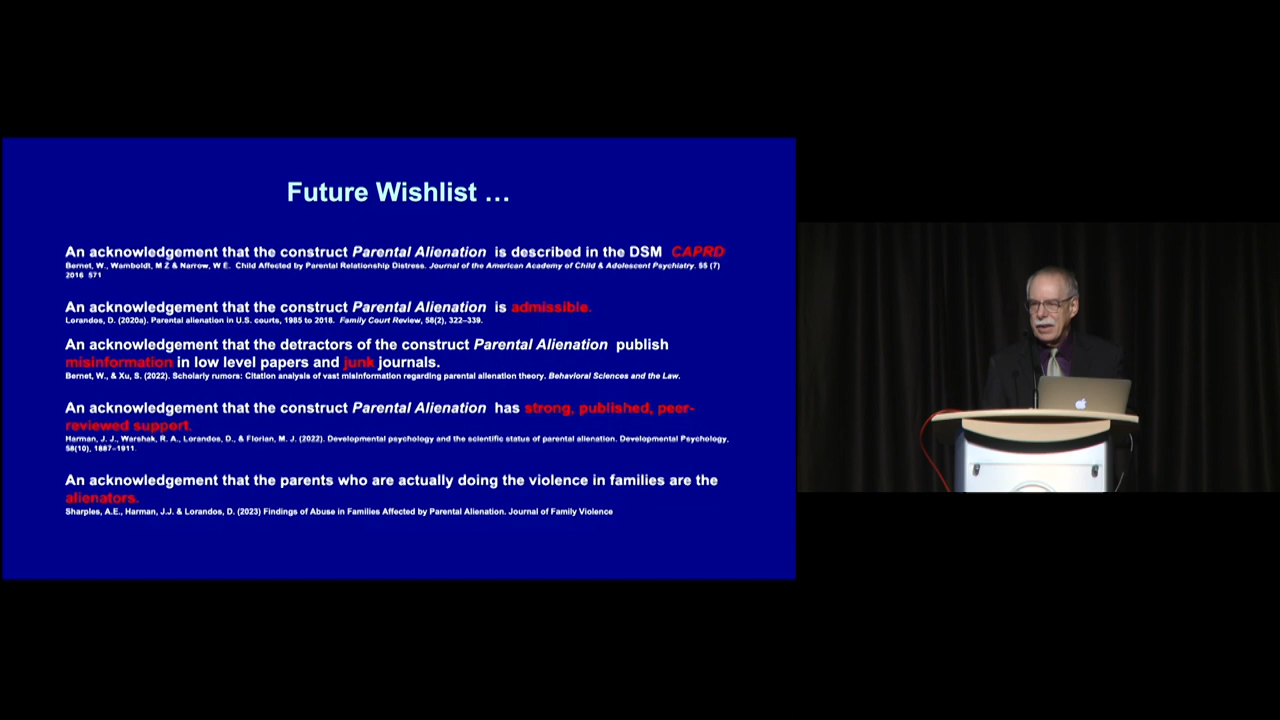 Future Wishlist …
An acknowledgement that the construct Parental Alienation is described in the DSM CAPRD
Bernet, W., Wamboldt, M Z & Narrow, W E. Child Affected by Parental Relationship Distress. Journal of the American Academy of Child & Adolescent Psychiatry. 55 (7)
2016 571
An acknowledgement that the construct Parental Alienation is admissible.
Lorandos, D. (2020a). Parental alienation in U.S. courts, 1985 to 2018. Family Court Review, 58(2), 322–339.
An acknowledgement that the detractors of the construct Parental Alienation publish
misinformation in low level papers and junk journals.
Bernet, W., & Xu, S. (2022). Scholarly rumors: Citation analysis of vast misinformation regarding parental alienation theory. Behavioral Sciences and the Law.
An acknowledgement that the construct Parental Alienation has strong, published, peer-
reviewed support.
Harman, J. J., Warshak, R. A., Lorandos, D., & Florian, M. J. (2022). Developmental psychology and the scientific status of parental alienation. Developmental Psychology,
58(10), 1887–1911.
An acknowledgement that the parents who are actually doing the violence in families are the
alienators.
Sharples, A.E., Harman, J.J. & Lorandos, D. (2023) Findings of Abuse in Families Affected by Parental Alienation. Journal of Family Violence